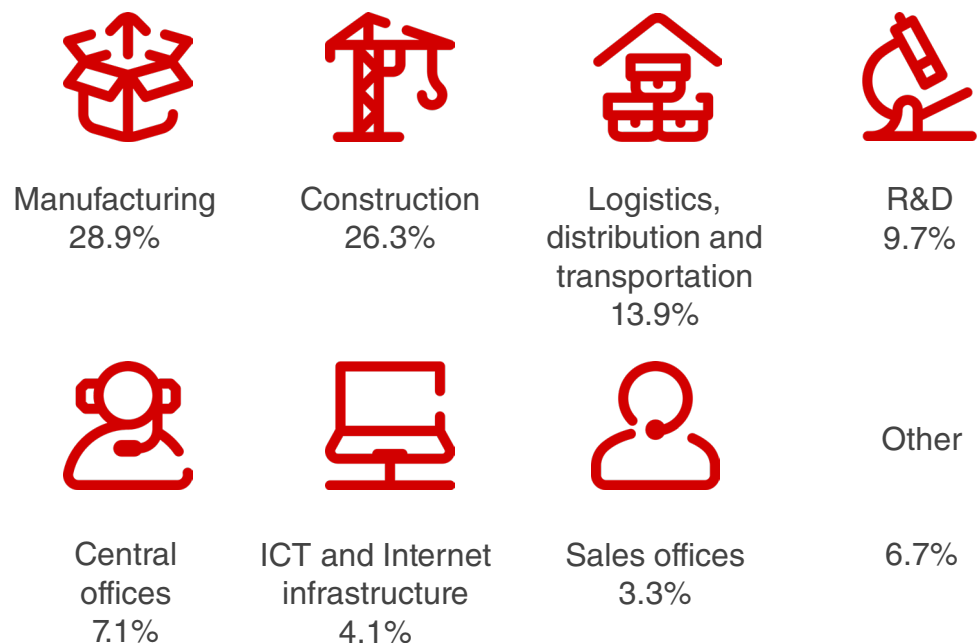 Manufacturing
28.9%
Construction
26.3%
Logistics,
distribution and
transportation
13.9%
R&D
9.7%
Central
offices
7.1%
ICT and Internet
infrastructure
4.1%
Sales offices
3.3%
Other
6.7%